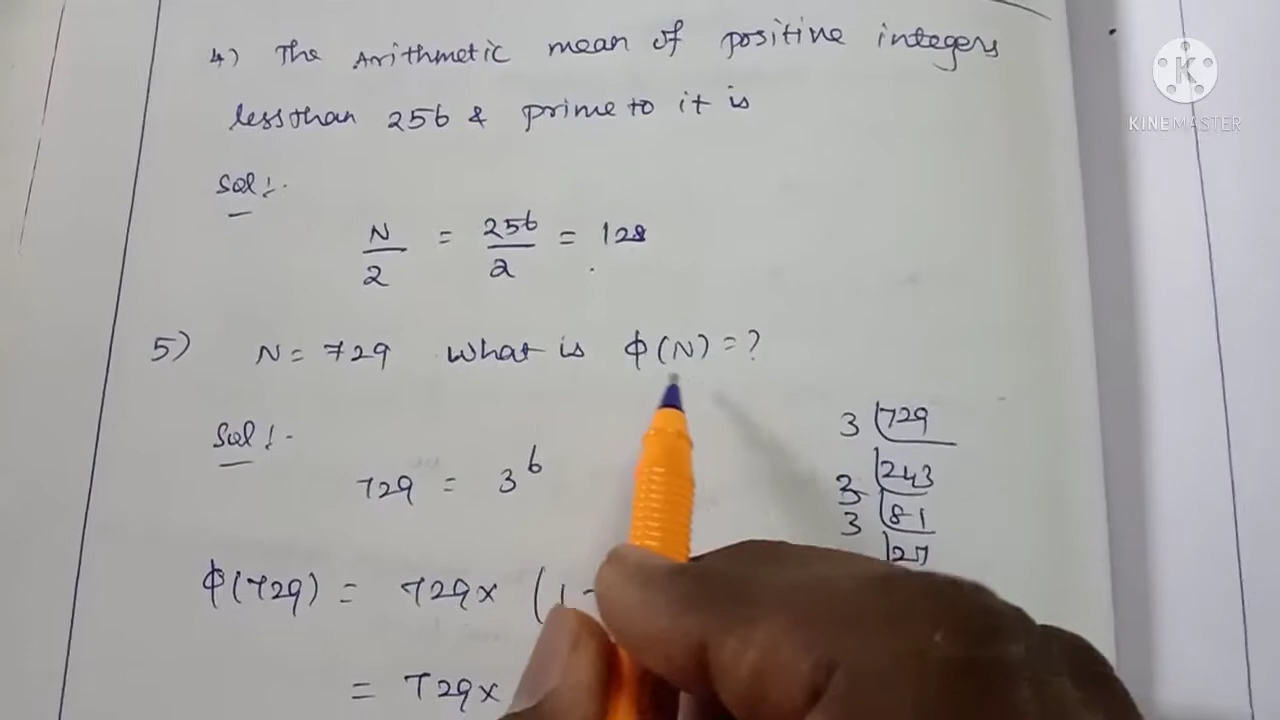 4) The Arithmetic mean of positive integers
less than 256 & prime to it is
Sol:-
N/2 = 256/2 = 128
5) N = 729 What is φ(N) = ?
Sol:-
729 = 3^6
3 |729
3 |243
3 |81
|27
φ(729) = 729 x (1-
= 729 x
KINEMASTER